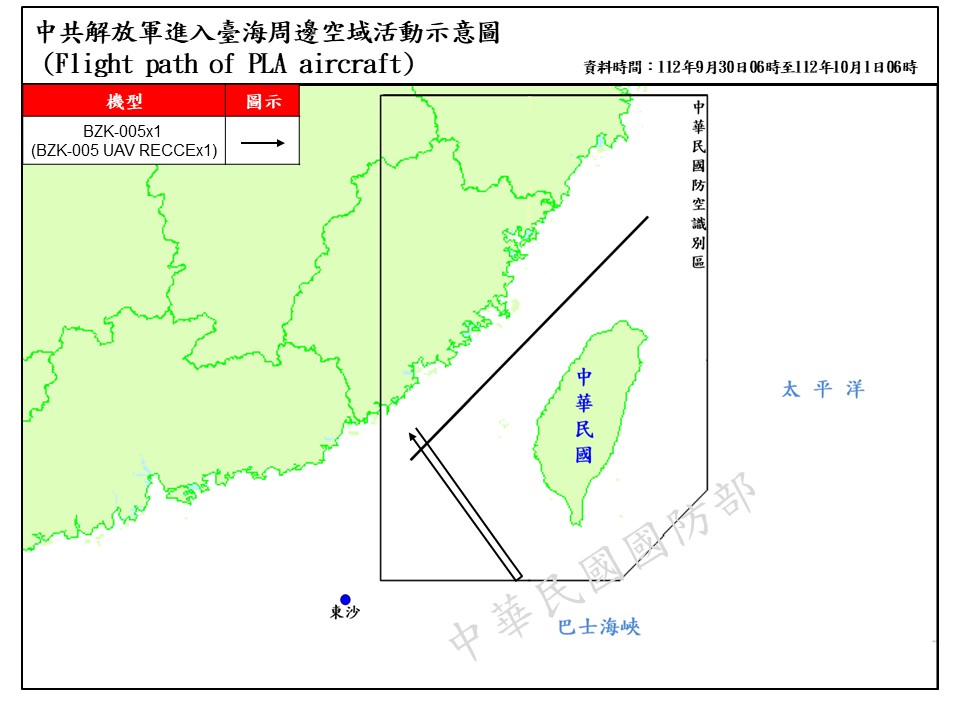 中共解放軍進入臺海周邊空域活動示意圖
(Flight path of PLA aircraft)
資料時間：112年9月30日06時至112年10月1日06時
機型
圖示
BZK-005x1
(BZK-005 UAV RECCEx1)
中華民國防空識別區
中華民國
太平洋
東沙
巴士海峽
中華民國國防部